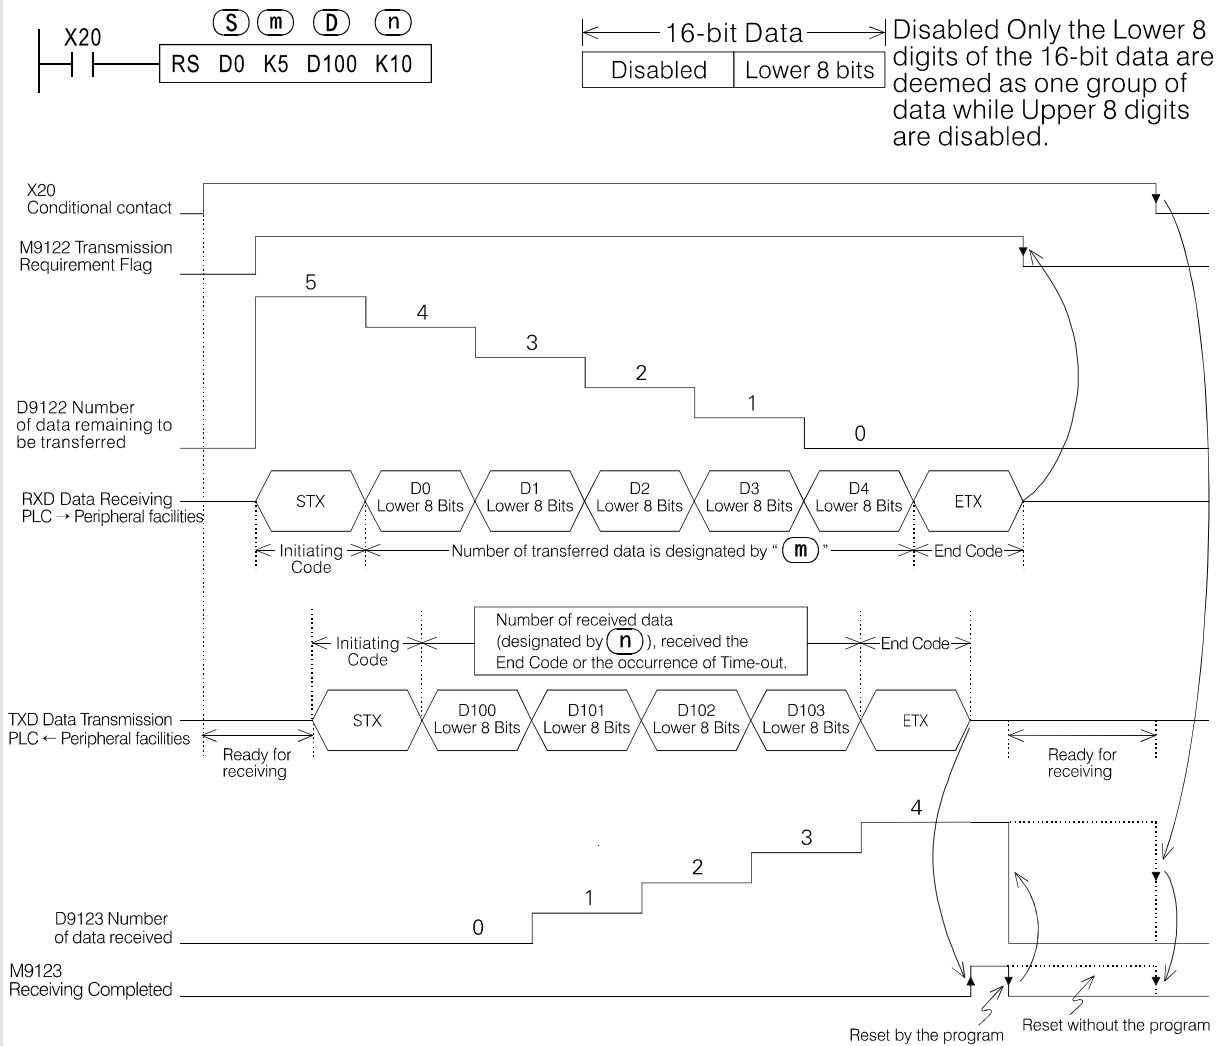 S m D n
X20
RS D0 K5 D100 K10
16-bit Data
Disabled Lower 8 bits
Disabled Only the Lower 8
digits of the 16-bit data are
deemed as one group of
data while Upper 8 digits
are disabled.
X20
Conditional contact
M9122 Transmission
Requirement Flag
5
4
3
2
1
0
D9122 Number
of data remaining to
be transferred
RXD Data Receiving
PLC → Peripheral facilities
STX
D0
Lower 8 Bits
D1
Lower 8 Bits
D2
Lower 8 Bits
D3
Lower 8 Bits
D4
Lower 8 Bits
ETX
Initiating
Code
Number of transferred data is designated by “ m ”
End Code
Initiating
Code
Number of received data
(designated by n ), received the
End Code or the occurrence of Time-out.
End Code
TXD Data Transmission
PLC ← Peripheral facilities
STX
D100
Lower 8 Bits
D101
Lower 8 Bits
D102
Lower 8 Bits
D103
Lower 8 Bits
ETX
Ready for
receiving
Ready for
receiving
4
3
2
1
0
D9123 Number
of data received
M9123
Receiving Completed
Reset by the program
Reset without the program